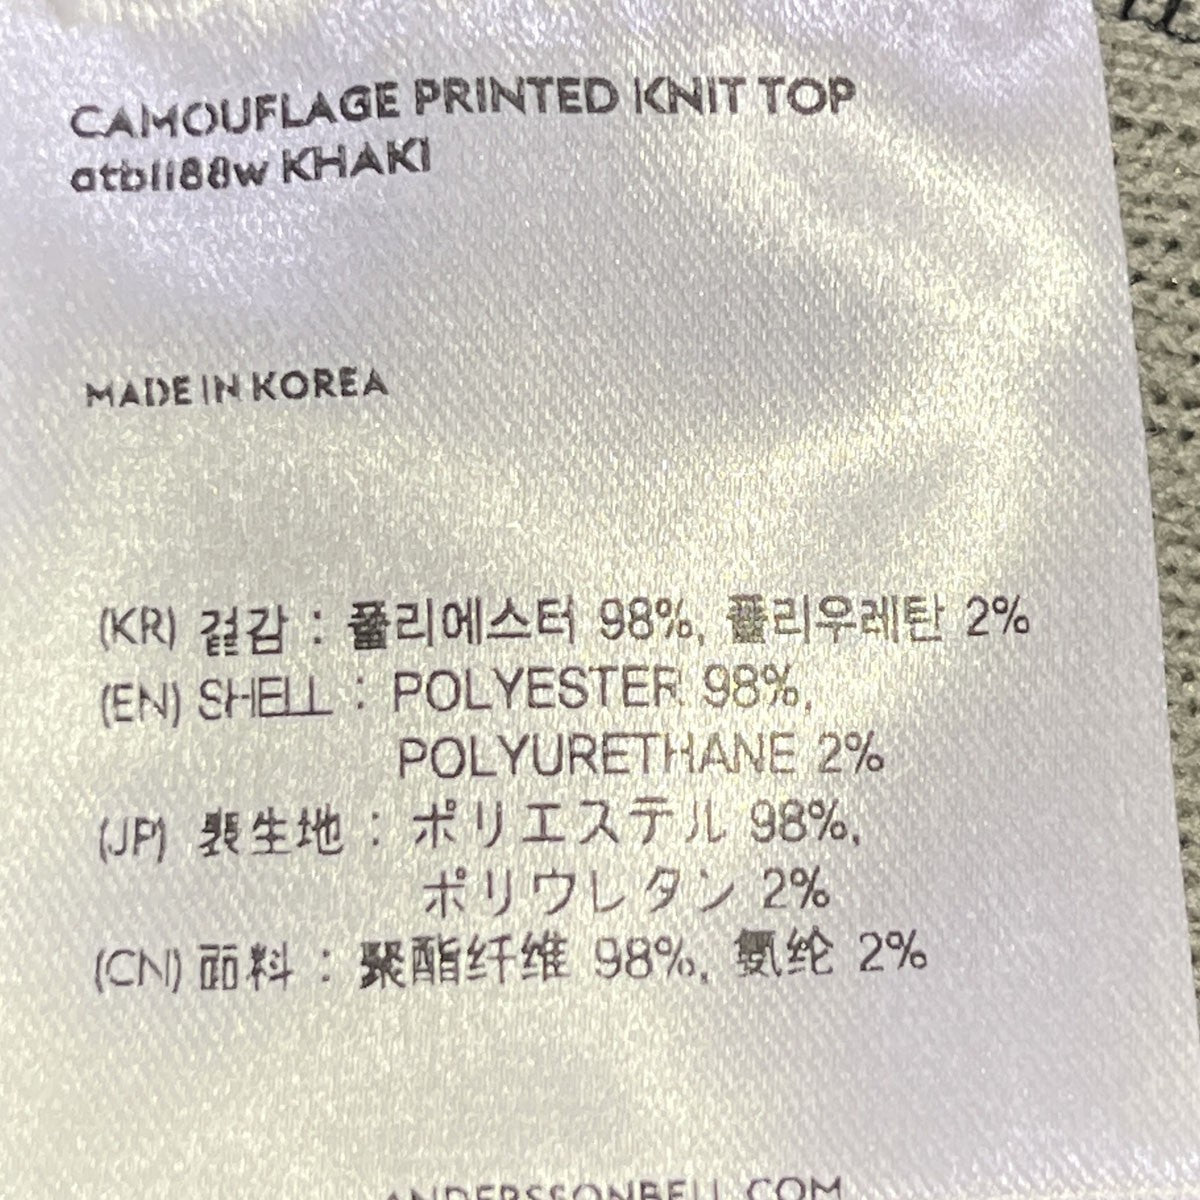 CAMOUFLAGE PRINTED KNIT TOP
atb1188w KHAKI
MADE IN KOREA
(KR) 겉감 : 폴리에스터 98%, 폴리우레탄 2%
(EN) SHELL : POLYESTER 98%,
POLYURETHANE 2%
(JP) 表生地 : ポリエステル 98%,
ポリウレタン 2%
(CN) 面料 : 聚酯纤维 98%, 氨纶 2%
ANDERSSONBELL.COM